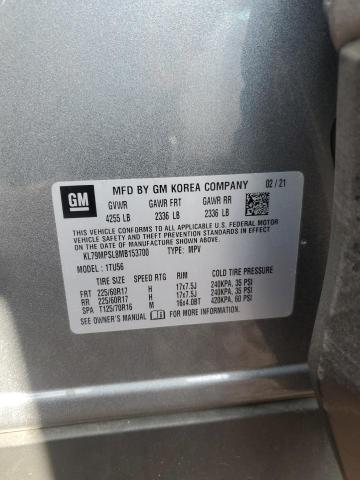 GM
MFD BY GM KOREA COMPANY 02/21
GVWR GAWR FRT GAWR RR
4255 LB 2336 LB 2336 LB
THIS VEHICLE CONFORMS TO ALL APPLICABLE U.S. FEDERAL MOTOR
VEHICLE SAFETY AND THEFT PREVENTION STANDARDS IN EFFECT ON
THE DATE OF MANUFACTURE SHOWN ABOVE.
KL79MPSL8MB153700 TYPE: MPV
MODEL: 1TU56
TIRE SIZE SPEED RTG RIM COLD TIRE PRESSURE
FRT 225/60R17 H 17x7.5J 240KPA, 35 PSI
RR 225/60R17 H 17x7.5J 240KPA, 35 PSI
SPA T125/70R16 M 16x4.0BT 420KPA, 60 PSI
SEE OWNER'S MANUAL FOR MORE INFORMATION.